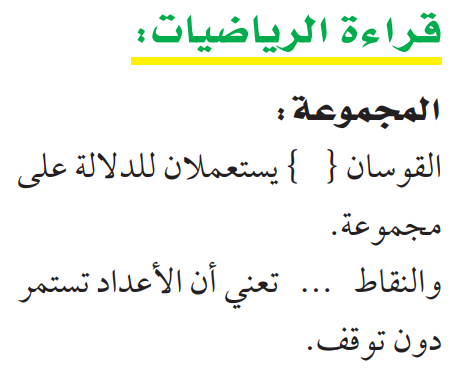 قراءة الرياضيات:
المجموعة :
القوسان { } يستعملان للدلالة على
مجموعة.
والنقاط ... تعني أن الأعداد تستمر
دون توقف.